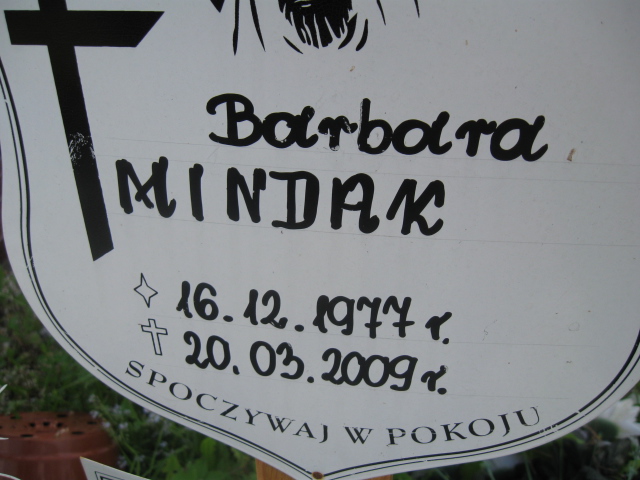 Barbara
MINDAK
16.12.1977 r.
20.03.2009 r.
SPOCZYWAJ W POKOJU